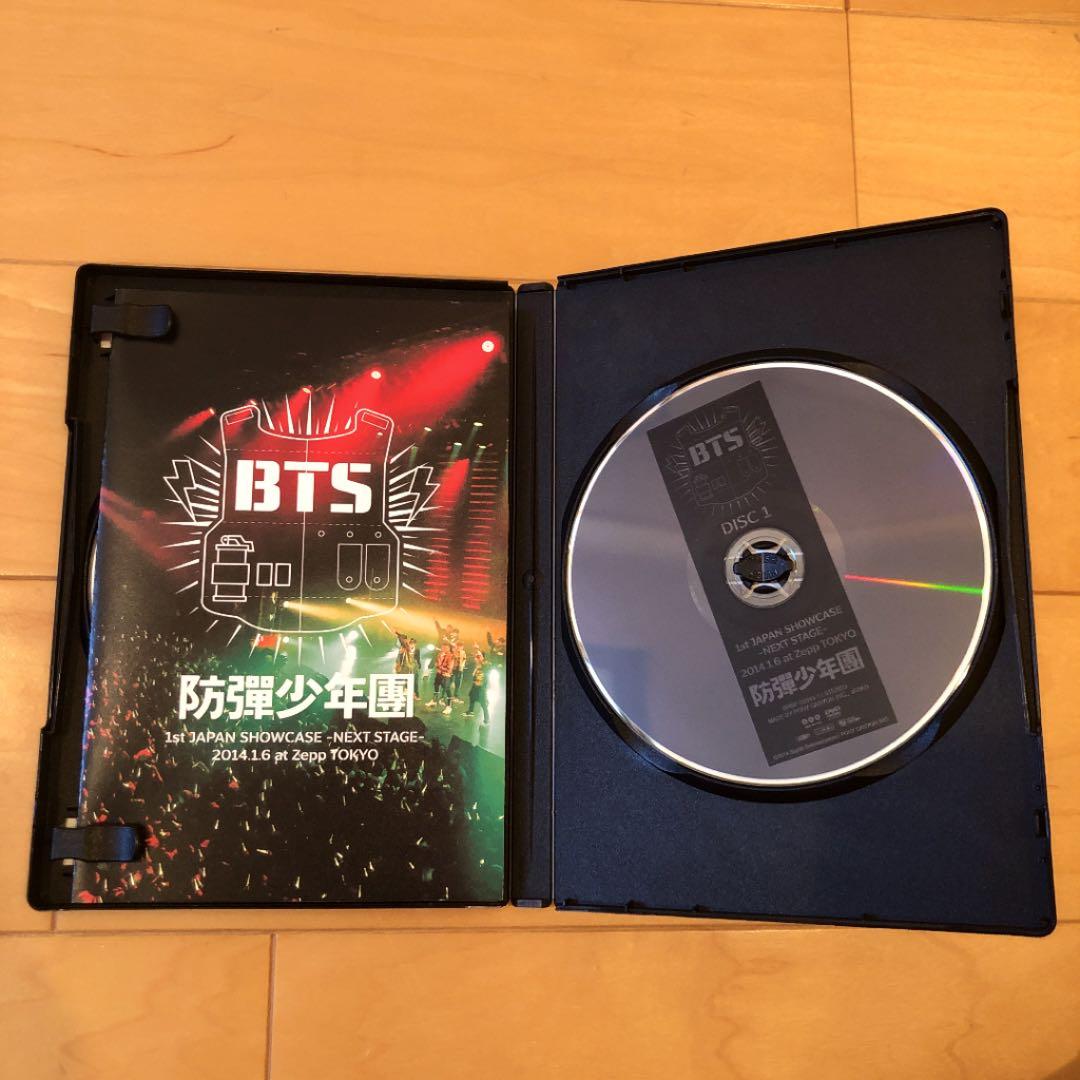 BTS
防彈少年團
1st JAPAN SHOWCASE -NEXT STAGE-
2014.1.6 at Zepp TOKYO
BTS
DISC 1
1st JAPAN SHOWCASE
-NEXT STAGE-
2014.1.6 at Zepp TOKYO
防彈少年團